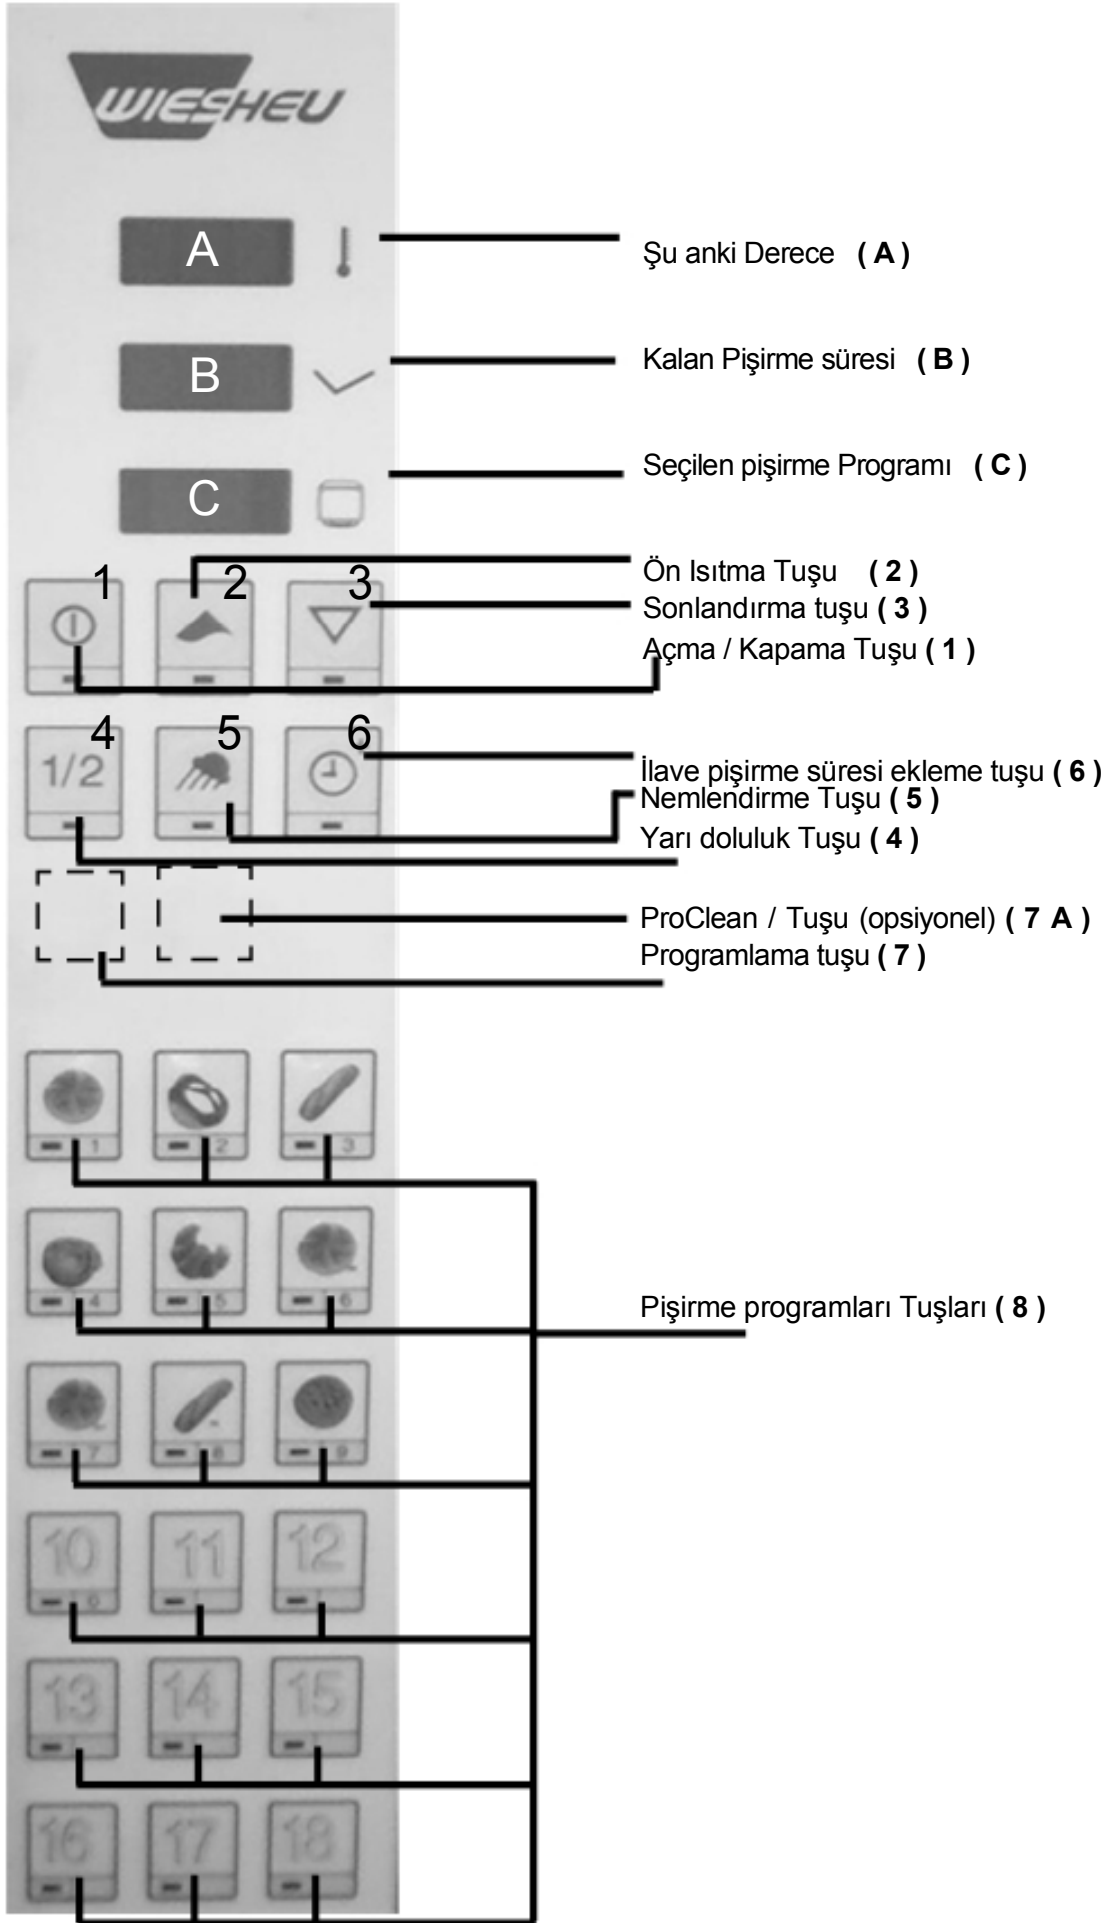 WIESHEU
A
Şu anki Derece ( A )
B
Kalan Pişirme süresi ( B )
C
Seçilen pişirme Programı ( C )
1 2 3
Ön Isıtma Tuşu ( 2 )
Sonlandırma tuşu ( 3 )
Açma / Kapama Tuşu ( 1 )
4 5 6
1/2
İlave pişirme süresi ekleme tuşu ( 6 )
Nemlendirme Tuşu ( 5 )
Yarı doluluk Tuşu ( 4 )
ProClean / Tuşu (opsiyonel) ( 7 A )
Programlama tuşu ( 7 )
1 2 3
4 5 6
Pişirme programları Tuşları ( 8 )
7 8 9
10 11 12
0
13 14 15
16 17 18